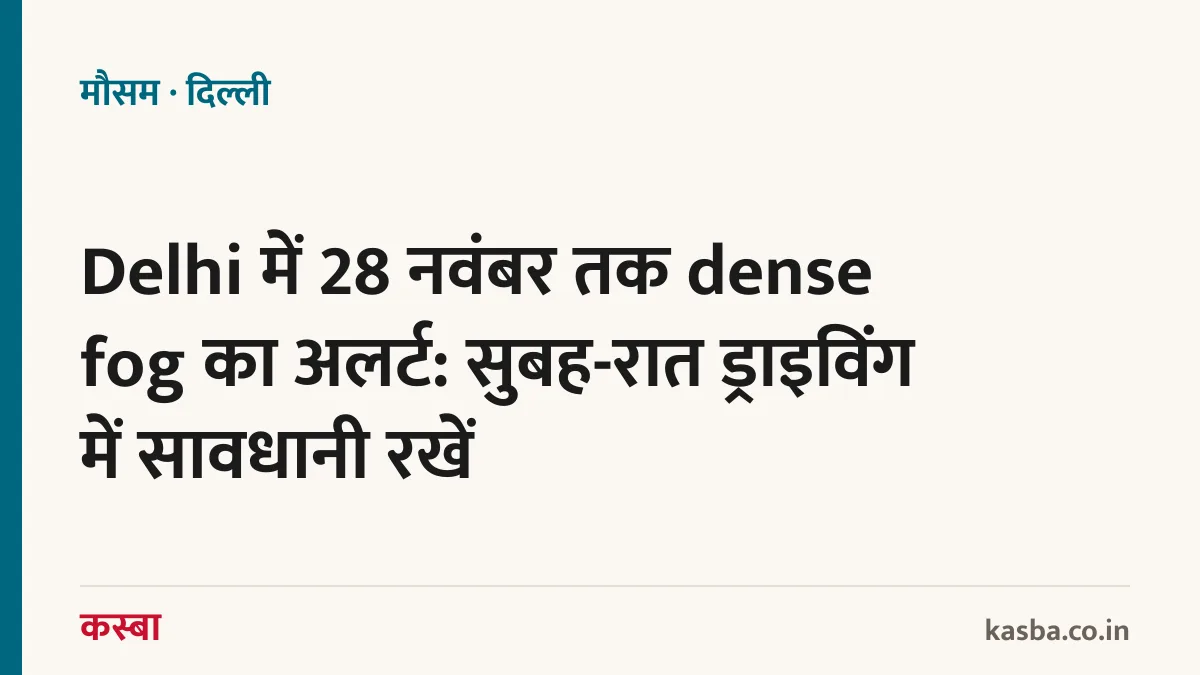 मौसम · दिल्ली
Delhi में 28 नवंबर तक dense
fog का अलर्ट: सुबह-रात ड्राइविंग
में सावधानी रखें
कस्बा
kasba.co.in